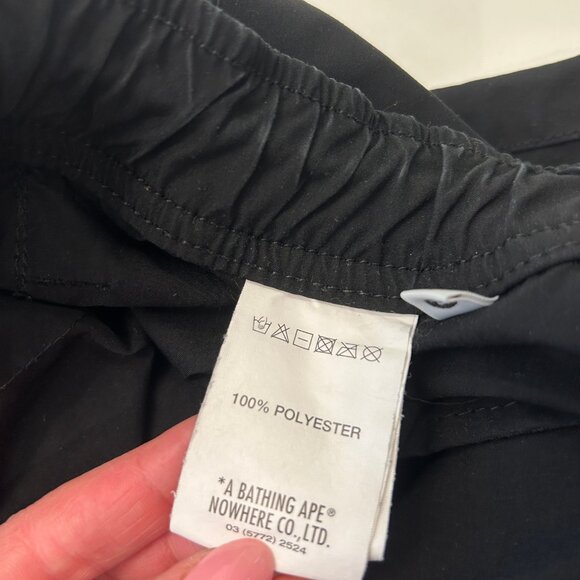 100% POLYESTER
*A BATHING APE®
NOWHERE CO.,LTD.
03 (5772) 2524